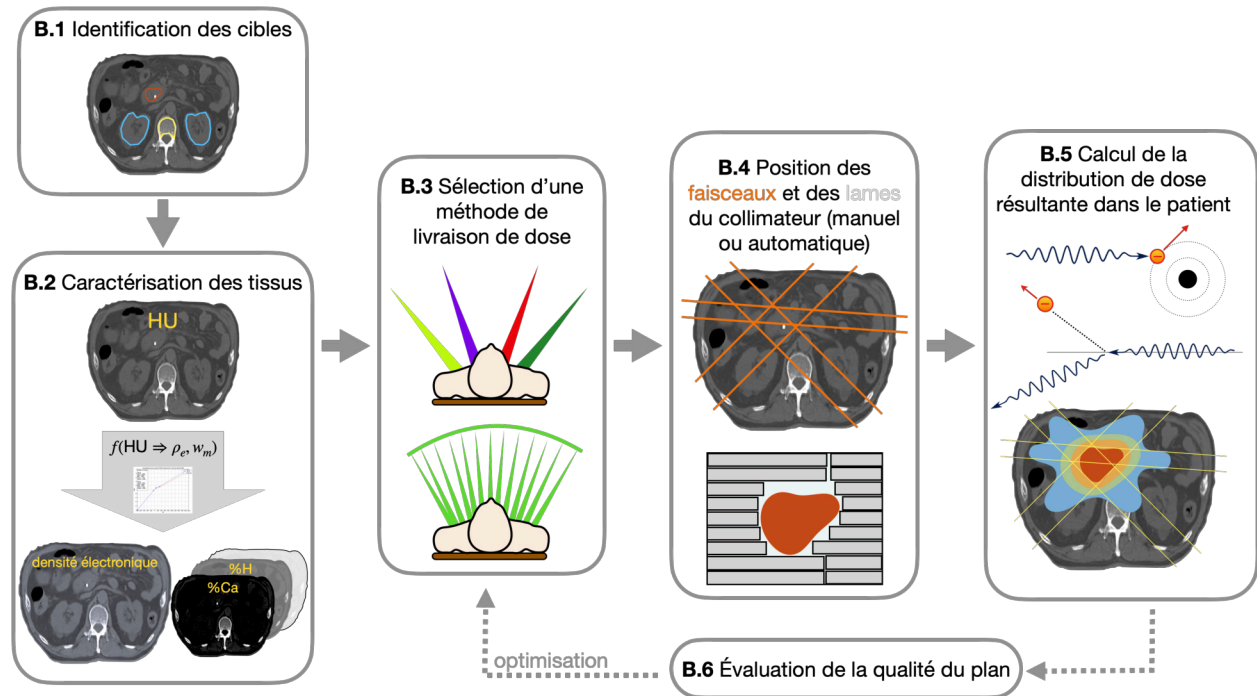 B.1 Identification des cibles
B.2 Caractérisation des tissus
HU
f(HU ⇒ ρₑ, wₘ)
densité électronique
%H
%Ca
B.3 Sélection d'une
méthode de
livraison de dose
B.4 Position des
faisceaux et des lames
du collimateur (manuel
ou automatique)
B.5 Calcul de la
distribution de dose
résultante dans le patient
B.6 Évaluation de la qualité du plan
optimisation